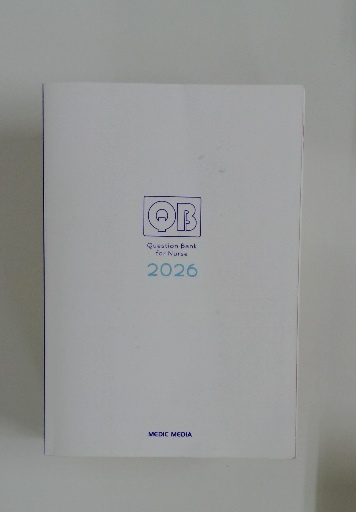 QB
Question Bank
for Nurse
2026
MEDIC MEDIA